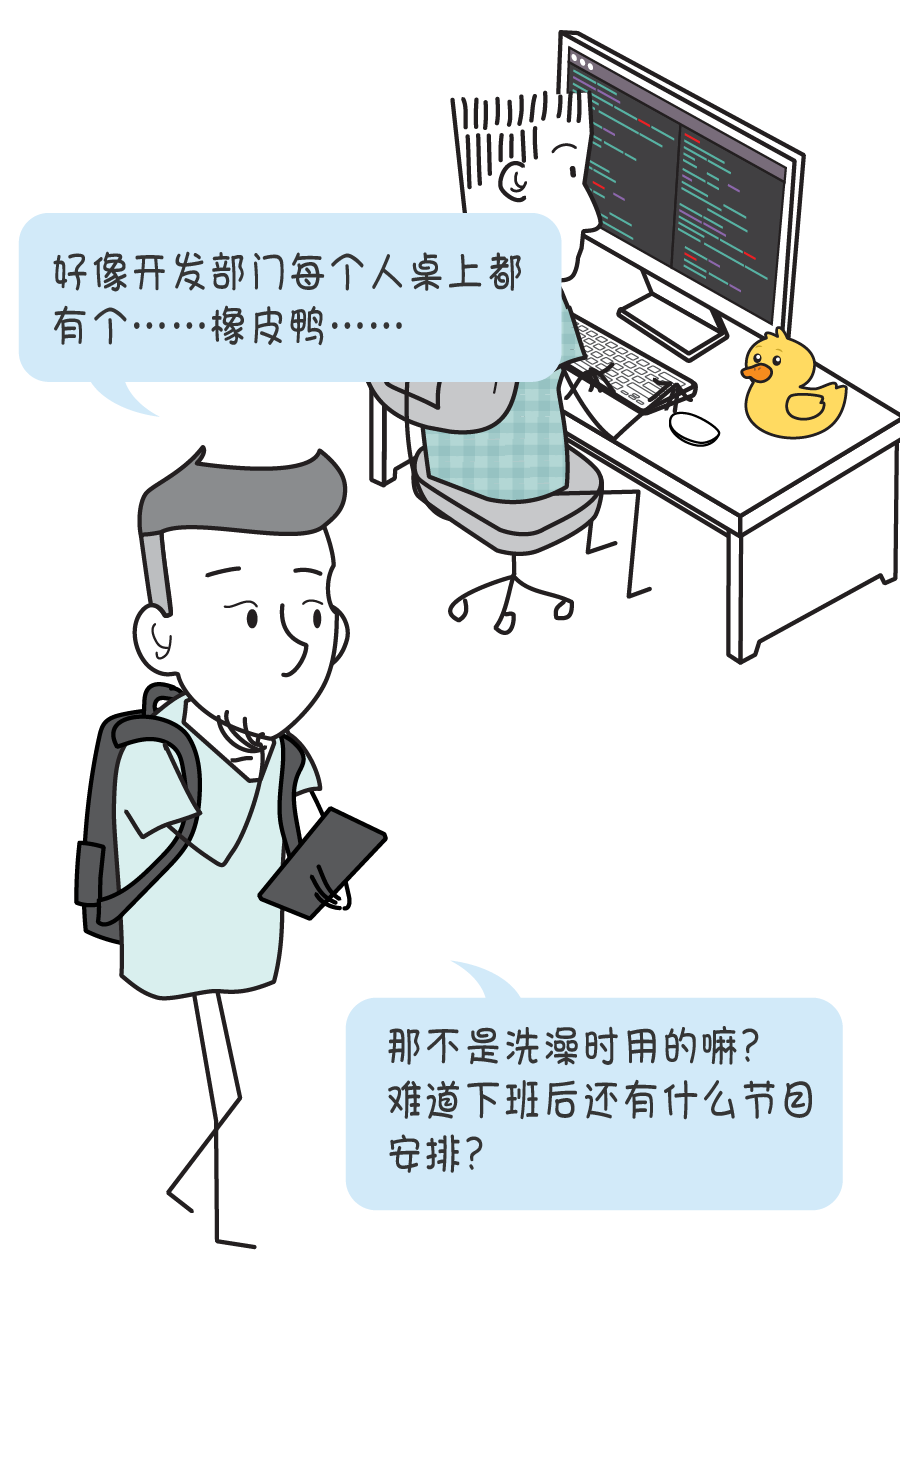 好像开发部门每个人桌上都
有个……橡皮鸭……
那不是洗澡时用的嘛？
难道下班后还有什么节目
安排？